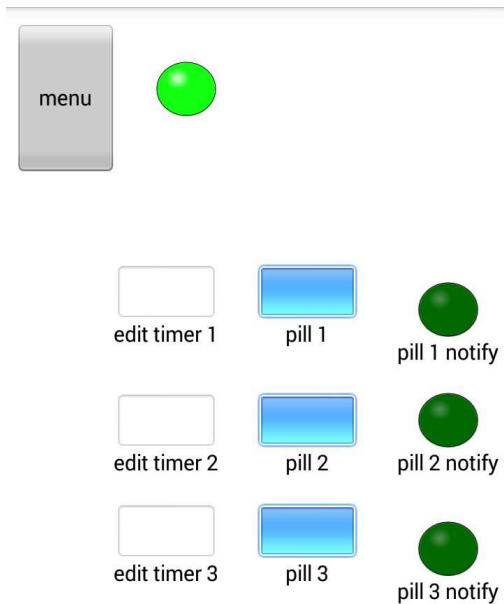 menu
edit timer 1
pill 1
pill 1 notify
edit timer 2
pill 2
pill 2 notify
edit timer 3
pill 3
pill 3 notify